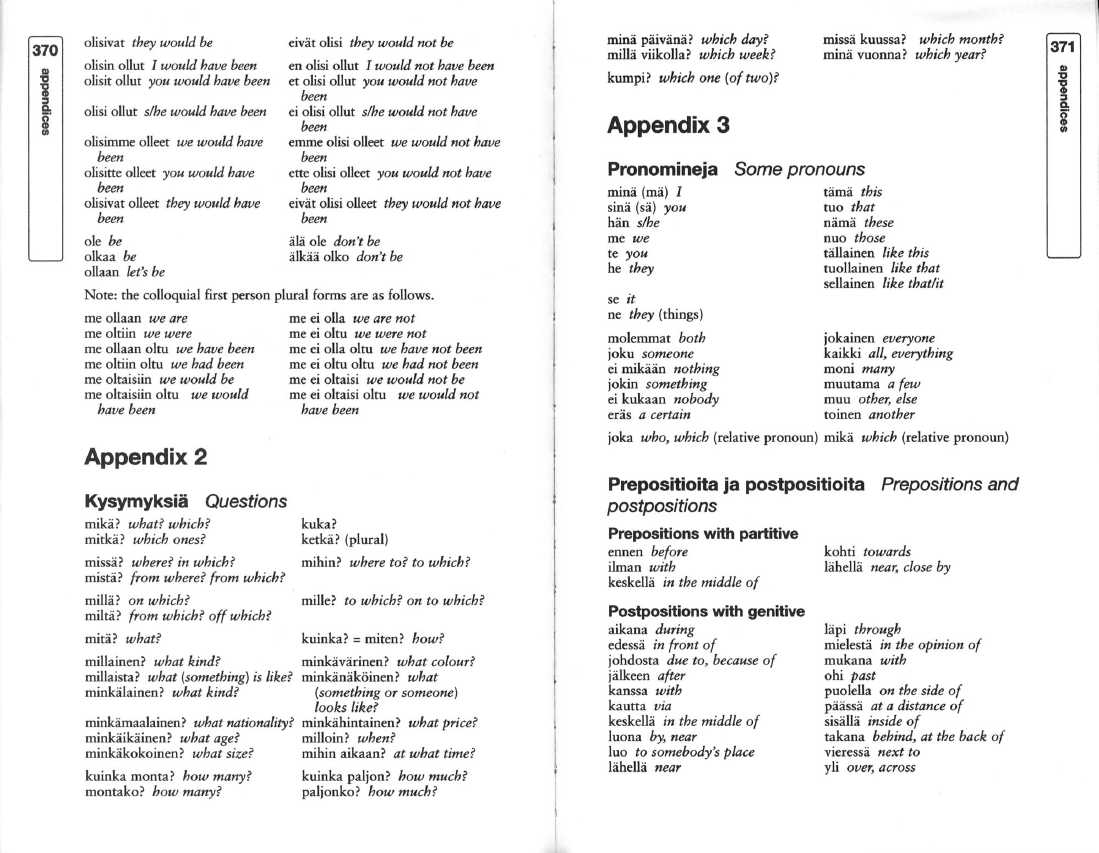 370
appendices
olisivat they would be eivät olisi they would not be
olisin ollut I would have been en olisi ollut I would not have been
olisit ollut you would have been et olisi ollut you would not have
been
olisi ollut s/he would have been ei olisi ollut s/he would not have
been
olisimme olleet we would have emme olisi olleet we would not have
been been
olisitte olleet you would have ette olisi olleet you would not have
been been
olisivat olleet they would have eivät olisi olleet they would not have
been been
ole be älä ole don't be
olkaa be älkää olko don't be
ollaan let's be
Note: the colloquial first person plural forms are as follows.
me ollaan we are me ei olla we are not
me oltiin we were me ei oltu we were not
me ollaan oltu we have been me ei olla oltu we have not been
me oltiin oltu we had been me ei oltu oltu we had not been
me oltaisiin we would be me ei oltaisi we would not be
me oltaisiin oltu we would me ei oltaisi oltu we would not
have been have been
Appendix 2
Kysymyksiä Questions
mikä? what? which? kuka?
mitkä? which ones? ketkä? (plural)
missä? where? in which? mihin? where to? to which?
mistä? from where? from which?
millä? on which? mille? to which? on to which?
miltä? from which? off which?
mitä? what? kuinka? = miten? how?
millainen? what kind? minkävärinen? what colour?
millaista? what (something) is like? minkänäköinen? what
minkälainen? what kind? (something or someone)
looks like?
minkämaalainen? what nationality? minkähintainen? what price?
minkäikäinen? what age? milloin? when?
minkäkokoinen? what size? mihin aikaan? at what time?
kuinka monta? how many? kuinka paljon? how much?
montako? how many? paljonko? how much?
371
appendices
minä päivänä? which day? missä kuussa? which month?
millä viikolla? which week? minä vuonna? which year?
kumpi? which one (of two)?
Appendix 3
Pronomineja Some pronouns
minä (mä) I tämä this
sinä (sä) you tuo that
hän s/he nämä these
me we nuo those
te you tällainen like this
he they tuollainen like that
sellainen like that/it
se it
ne they (things)
molemmat both jokainen everyone
joku someone kaikki all, everything
ei mikään nothing moni many
jokin something muutama a few
ei kukaan nobody muu other, else
eräs a certain toinen another
joka who, which (relative pronoun) mikä which (relative pronoun)
Prepositioita ja postpositioita Prepositions and
postpositions
Prepositions with partitive
ennen before kohti towards
ilman with lähellä near, close by
keskellä in the middle of
Postpositions with genitive
aikana during läpi through
edessä in front of mielestä in the opinion of
johdosta due to, because of mukana with
jälkeen after ohi past
kanssa with puolella on the side of
kautta via päässä at a distance of
keskellä in the middle of sisällä inside of
luona by, near takana behind, at the back of
luo to somebody's place vieressä next to
lähellä near yli over, across